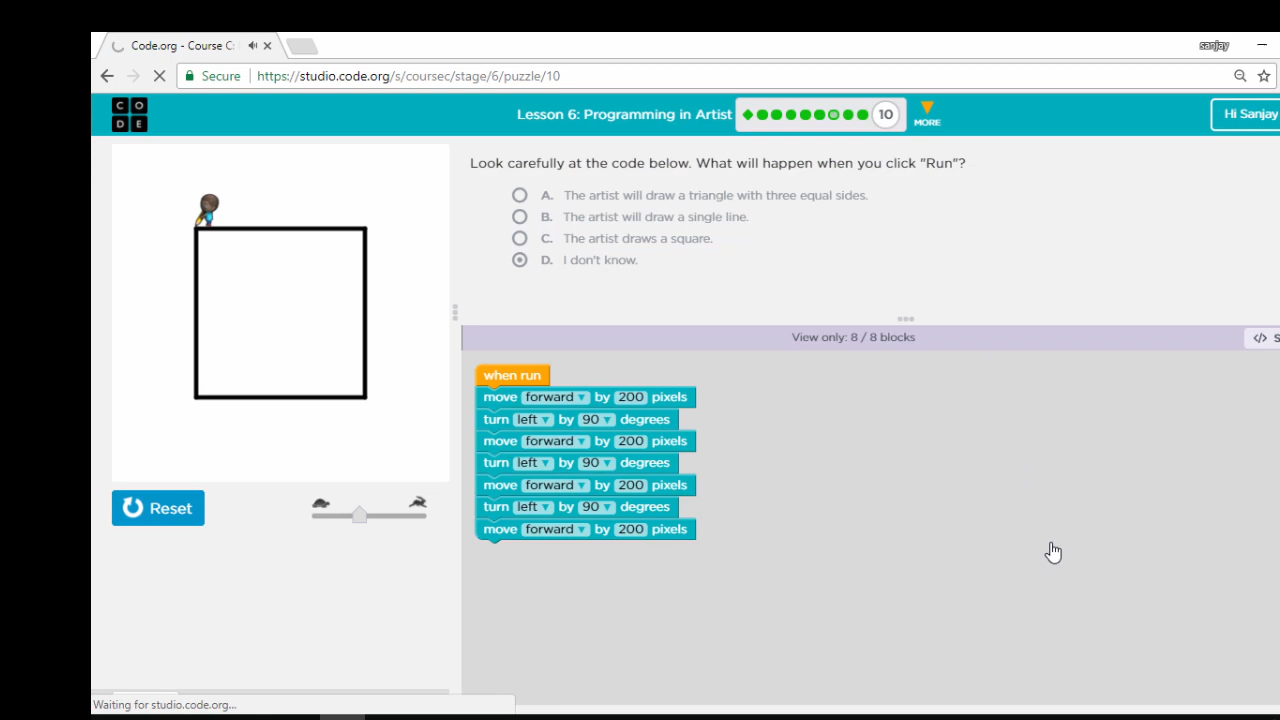 Code.org - Course C:
sanjay
Secure | https://studio.code.org/s/coursec/stage/6/puzzle/10
C O
D E
Lesson 6: Programming in Artist
10
MORE
Hi Sanjay
Look carefully at the code below. What will happen when you click "Run"?
A. The artist will draw a triangle with three equal sides.
B. The artist will draw a single line.
C. The artist draws a square.
D. I don't know.
View only: 8 / 8 blocks
</> S
when run
move forward by 200 pixels
turn left by 90 degrees
move forward by 200 pixels
turn left by 90 degrees
move forward by 200 pixels
turn left by 90 degrees
move forward by 200 pixels
Reset
Waiting for studio.code.org...